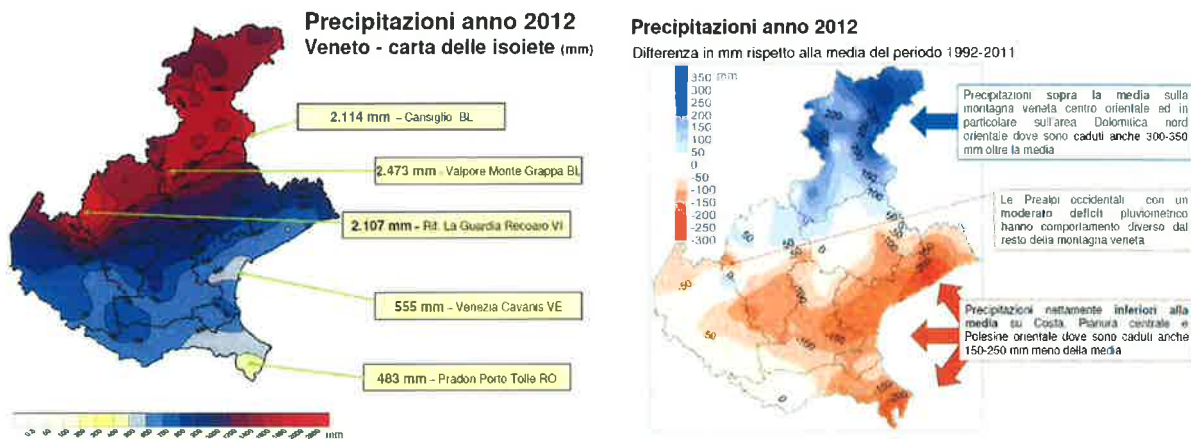 Precipitazioni anno 2012
Veneto - carta delle isoiete (mm)
2.114 mm – Cansiglio BL
2.473 mm – Valpore Monte Grappa BL
2.107 mm – Rif. La Guardia Recoaro VI
555 mm – Venezia Cavanis VE
483 mm – Pradon Porto Tolle RO
mm
Precipitazioni anno 2012
Differenza in mm rispetto alla media del periodo 1992-2011
350 mm
300
250
200
150
100
50
0
-50
-100
-150
-200
-250
-300
Precipitazioni sopra la media sulla
montagna veneta centro orientale ed in
particolare sull'area Dolomitica nord
orientale dove sono caduti anche 300-350
mm oltre la media
Le Prealpi occidentali con un
moderato deficit pluviometrico
hanno comportamento diverso dal
resto della montagna veneta
Precipitazioni nettamente inferiori alla
media su Costa, Pianura centrale e
Polesine orientale dove sono caduti anche
150-250 mm meno della media